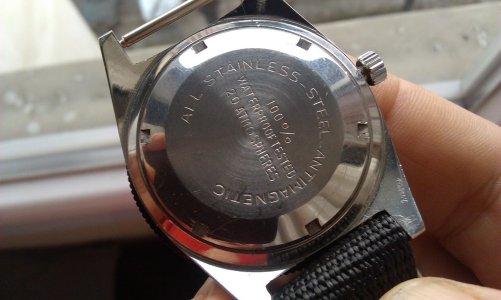 ALL STAINLESS-STEEL-ANTIMAGNETIC
100%
WATERPROOF TESTED
20 ATMOSPHERES